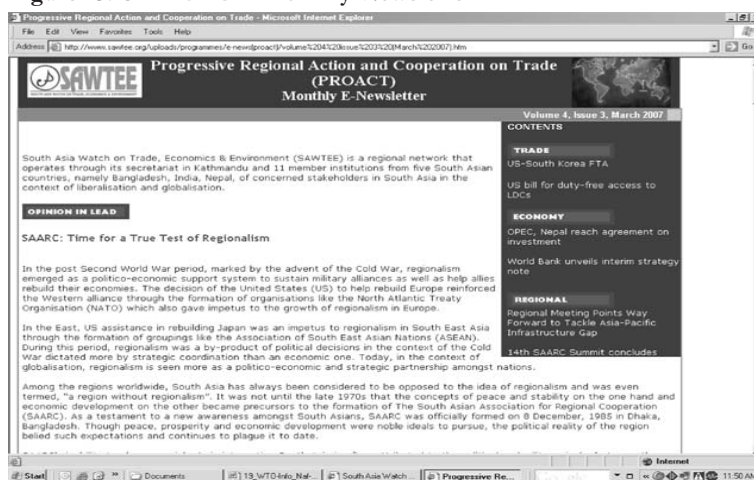 Progressive Regional Action and Cooperation on Trade - Microsoft Internet Explorer
File Edit View Favorites Tools Help
Address http://www.sawtee.org/uploads/programmes/e-news(proact)/volume%204%20issue%203%20(March%202007).htm Go
SAWTEE
Progressive Regional Action and Cooperation on Trade
(PROACT)
Monthly E-Newsletter
Volume 4, Issue 3, March 2007
South Asia Watch on Trade, Economics & Environment (SAWTEE) is a regional network that
operates through its secretariat in Kathmandu and 11 member institutions from five South Asian
countries, namely Bangladesh, India, Nepal, of concerned stakeholders in South Asia in the
context of liberalisation and globalisation.
OPINION IN LEAD
SAARC: Time for a True Test of Regionalism
In the post Second World War period, marked by the advent of the Cold War, regionalism
emerged as a politico-economic support system to sustain military alliances as well as help allies
rebuild their economies. The decision of the United States (US) to help rebuild Europe reinforced
the Western alliance through the formation of organisations like the North Atlantic Treaty
Organisation (NATO) which also gave impetus to the growth of regionalism in Europe.
In the East, US assistance in rebuilding Japan was an impetus to regionalism in South East Asia
through the formation of groupings like the Association of South East Asian Nations (ASEAN).
During this period, regionalism was a by-product of political decisions in the context of the Cold
War dictated more by strategic coordination than an economic one. Today, in the context of
globalisation, regionalism is seen more as a politico-economic and strategic partnership amongst nations.
Among the regions worldwide, South Asia has always been considered to be opposed to the idea of regionalism and was even
termed, "a region without regionalism". It was not until the late 1970s that the concepts of peace and stability on the one hand and
economic development on the other became precursors to the formation of The South Asian Association for Regional Cooperation
(SAARC). As a testament to a new awareness amongst South Asians, SAARC was officially formed on 8 December, 1985 in Dhaka,
Bangladesh. Though peace, prosperity and economic development were noble ideals to pursue, the political reality of the region
belied such expectations and continues to plague it to date.
CONTENTS
TRADE
US-South Korea FTA
US bill for duty-free access to
LDCs
ECONOMY
OPEC, Nepal reach agreement on
investment
World Bank unveils interim strategy
note
REGIONAL
Regional Meeting Points Way
Forward to Tackle Asia-Pacific
Infrastructure Gap
14th SAARC Summit concludes
Internet
Start Documents 19_WTO-Info_Naf-... South Asia Watch ... Progressive Re... 11:50 AM